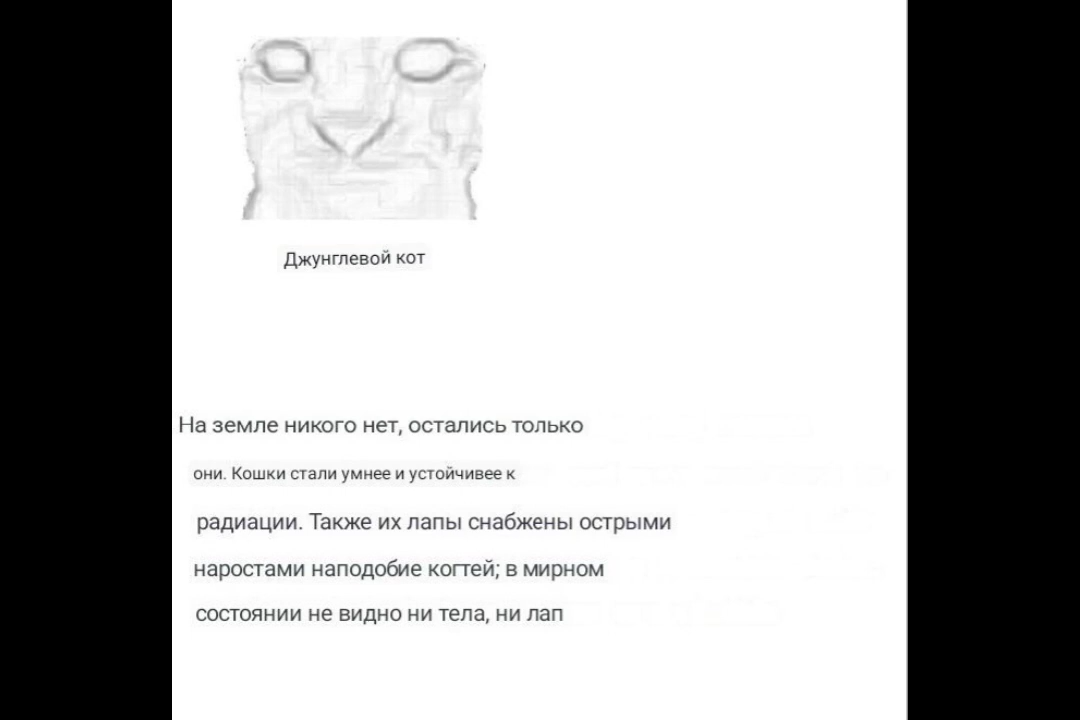 Джунглевой кот
На земле никого нет, остались только
они. Кошки стали умнее и устойчивее к
радиации. Также их лапы снабжены острыми
наростами наподобие когтей; в мирном
состоянии не видно ни тела, ни лап